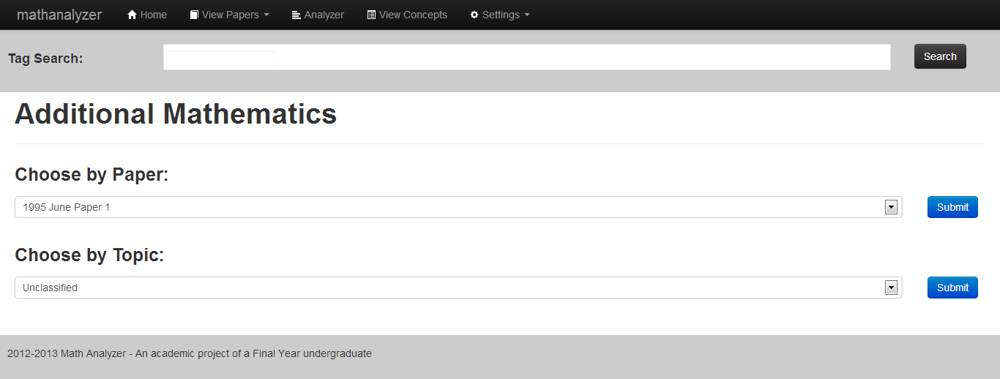 mathanalyzer Home View Papers Analyzer View Concepts Settings
Tag Search: Search
Additional Mathematics
Choose by Paper:
1995 June Paper 1 Submit
Choose by Topic:
Unclassified Submit
2012-2013 Math Analyzer - An academic project of a Final Year undergraduate